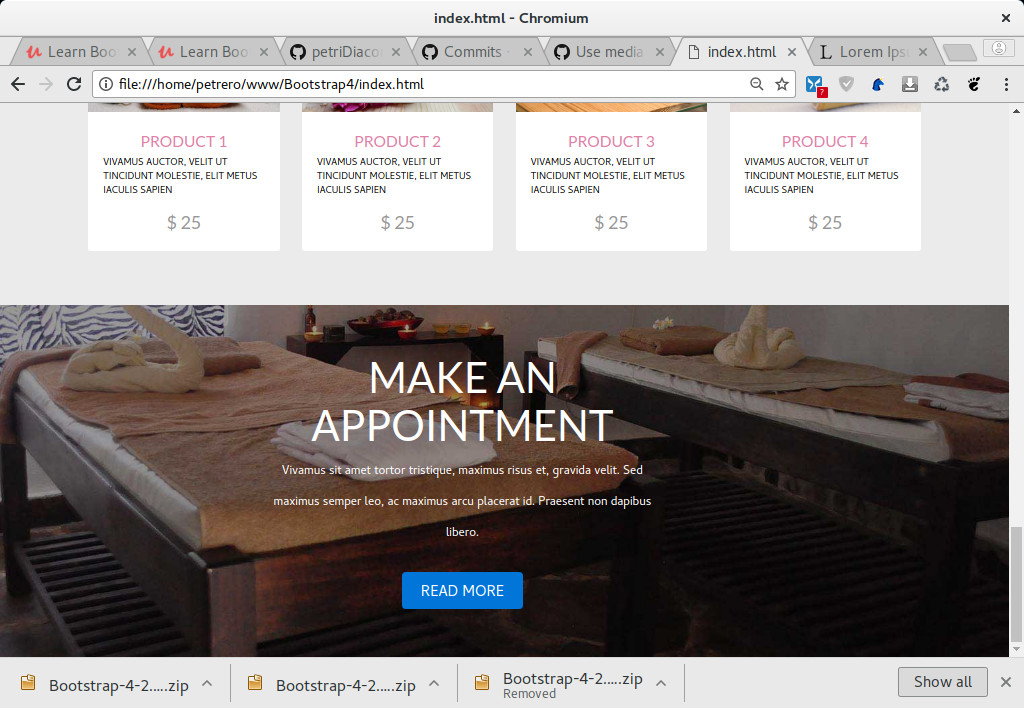 index.html - Chromium
Learn Boo
Learn Boo
petriDiaco
Commits
Use media
index.html
Lorem Ips
file:///home/petrero/www/Bootstrap4/index.html
PRODUCT 1
VIVAMUS AUCTOR, VELIT UT
TINCIDUNT MOLESTIE, ELIT METUS
IACULIS SAPIEN
$ 25
PRODUCT 2
VIVAMUS AUCTOR, VELIT UT
TINCIDUNT MOLESTIE, ELIT METUS
IACULIS SAPIEN
$ 25
PRODUCT 3
VIVAMUS AUCTOR, VELIT UT
TINCIDUNT MOLESTIE, ELIT METUS
IACULIS SAPIEN
$ 25
PRODUCT 4
VIVAMUS AUCTOR, VELIT UT
TINCIDUNT MOLESTIE, ELIT METUS
IACULIS SAPIEN
$ 25
MAKE AN
APPOINTMENT
Vivamus sit amet tortor tristique, maximus risus et, gravida velit. Sed
maximus semper leo, ac maximus arcu placerat id. Praesent non dapibus
libero.
READ MORE
Bootstrap-4-2.....zip
Bootstrap-4-2.....zip
Bootstrap-4-2.....zip
Removed
Show all